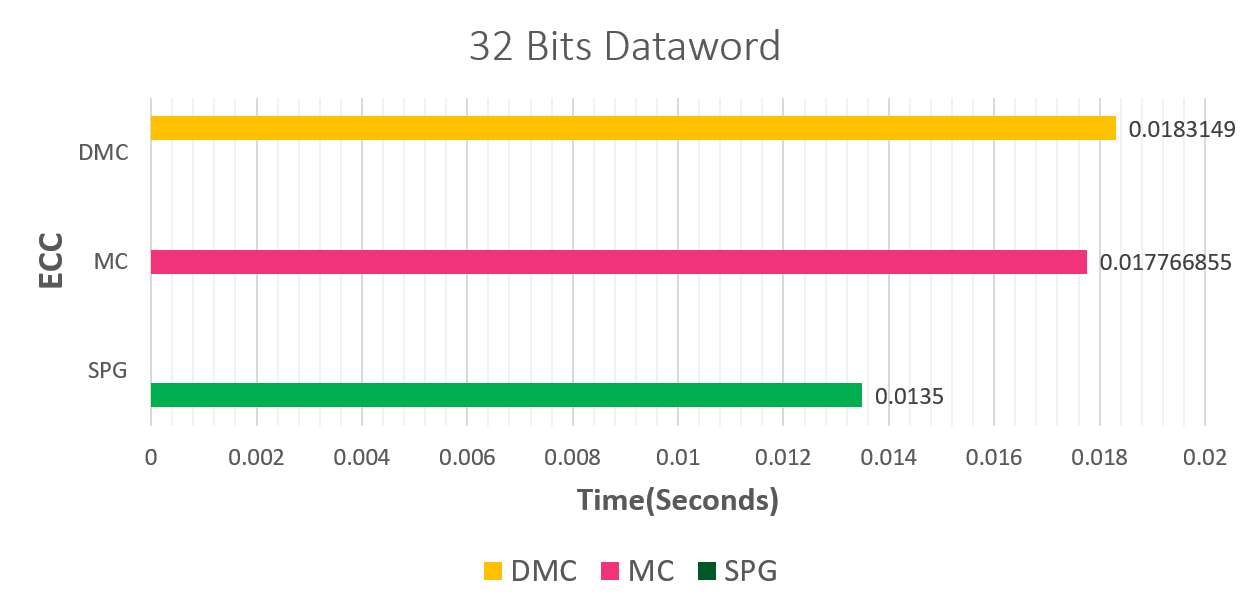 32 Bits Dataword
DMC
0.0183149
MC
0.017766855
SPG
0.0135
ECC
0 0.002 0.004 0.006 0.008 0.01 0.012 0.014 0.016 0.018 0.02
Time(Seconds)
DMC MC SPG